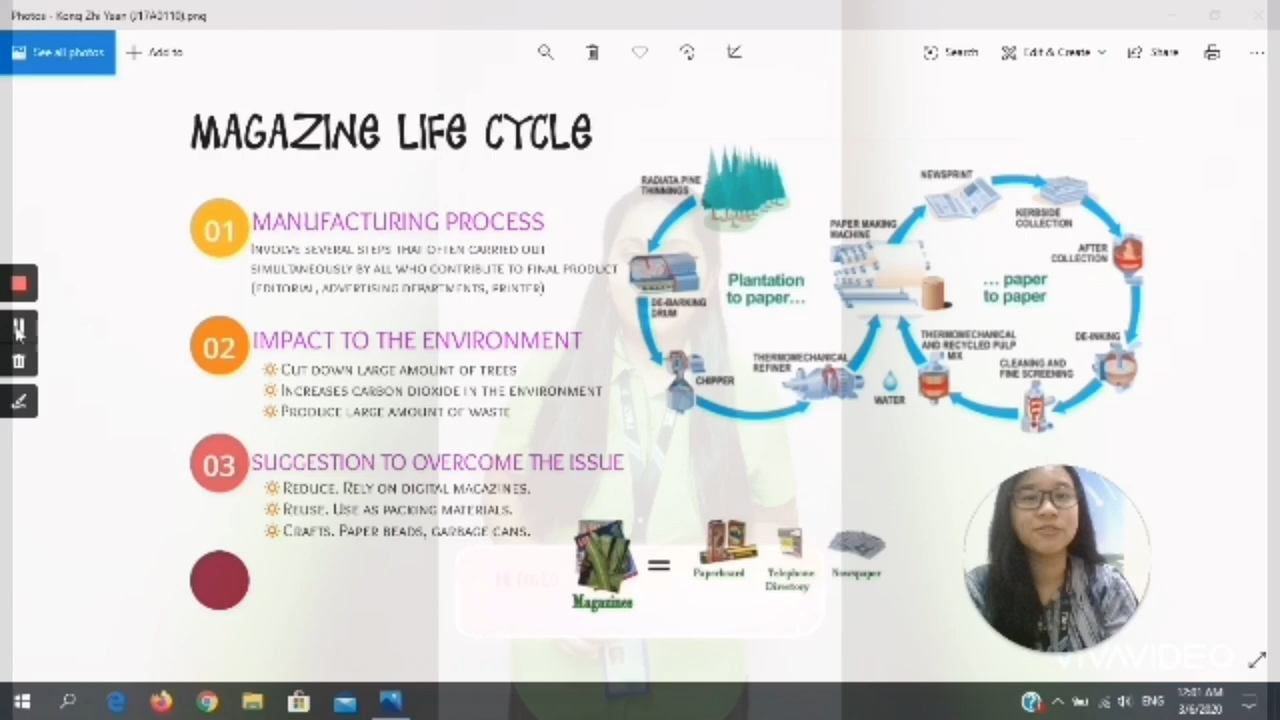 Photos - Kong Zhi Yuan (J17A0110).png
See all photos
Add to
Search
Edit & Create
Share
MAGAZINE LIFE CYCLE
01
MANUFACTURING PROCESS
INVOLVE SEVERAL STEPS THAT OFTEN CARRIED OUT
SIMULTANEOUSLY BY ALL WHO CONTRIBUTE TO FINAL PRODUCT
(EDITORIAL, ADVERTISING DEPARTMENTS, PRINTER)
02
IMPACT TO THE ENVIRONMENT
CUT DOWN LARGE AMOUNT OF TREES
INCREASES CARBON DIOXIDE IN THE ENVIRONMENT
PRODUCE LARGE AMOUNT OF WASTE
03
SUGGESTION TO OVERCOME THE ISSUE
REDUCE. RELY ON DIGITAL MAGAZINES.
REUSE. USE AS PACKING MATERIALS.
CRAFTS. PAPER BEADS, GARBAGE CANS.
RADIATA PINE
THINNINGS
DE-BARKING
DRUM
CHIPPER
THERMOMECHANICAL
REFINER
Plantation
to paper...
PAPER MAKING
MACHINE
NEWSPRINT
KERBSIDE
COLLECTION
AFTER
COLLECTION
... paper
to paper
DE-INKING
CLEANING AND
FINE SCREENING
THERMOMECHANICAL
AND RECYCLED PULP
MIX
WATER
Magazines
=
Paperboard
Telephone
Directory
Newspaper
VIVAVIDEO
ENG
12:01 AM
3/6/2020